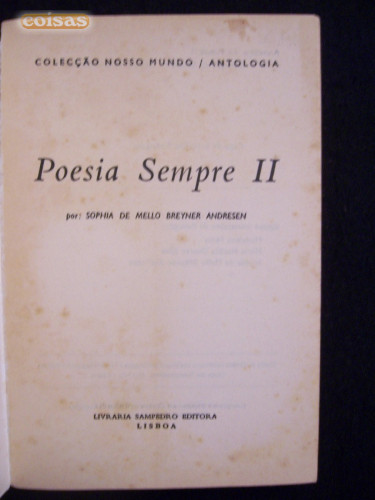 coisas
COLECÇÃO NOSSO MUNDO / ANTOLOGIA
Poesia Sempre II
por: SOPHIA DE MELLO BREYNER ANDRESEN
LIVRARIA SAMPEDRO EDITORA
LISBOA